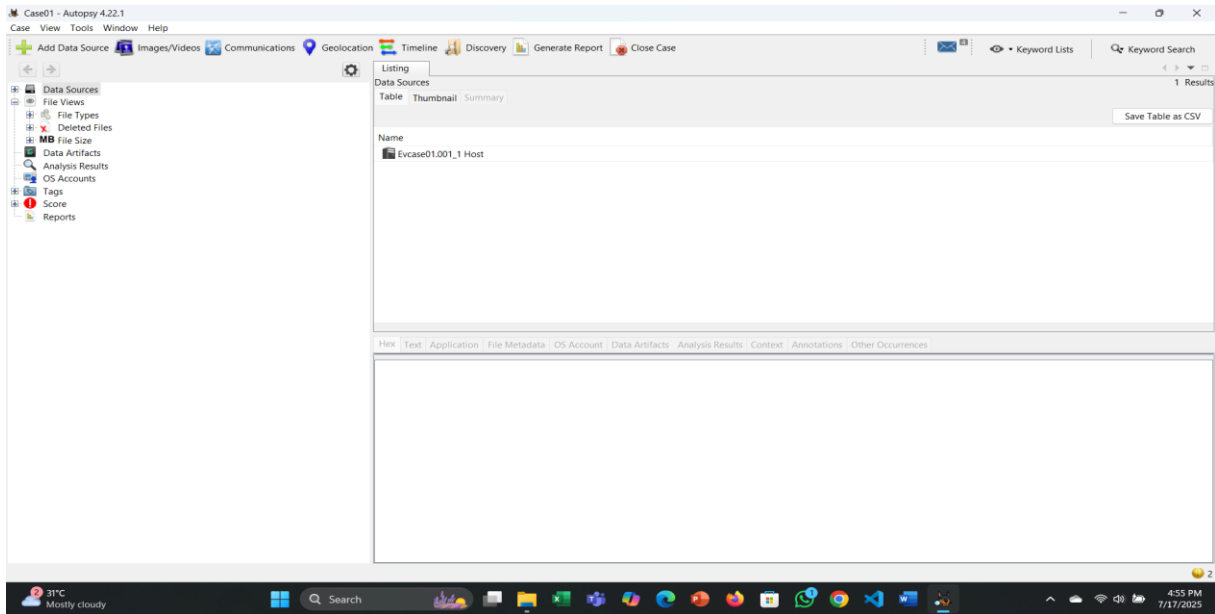 Case01 - Autopsy 4.22.1
Case View Tools Window Help
Add Data Source Images/Videos Communications Geolocation Timeline Discovery Generate Report Close Case Keyword Lists Keyword Search
Listing
Data Sources 1 Results
Table Thumbnail Summary
Save Table as CSV
Name
Evcase01.001_1 Host
Data Sources
File Views
File Types
Deleted Files
MB File Size
Data Artifacts
Analysis Results
OS Accounts
Tags
Score
Reports
Hex Text Application File Metadata OS Account Data Artifacts Analysis Results Context Annotations Other Occurrences
2
2
31°C
Mostly cloudy
Search
4:55 PM
7/17/2025